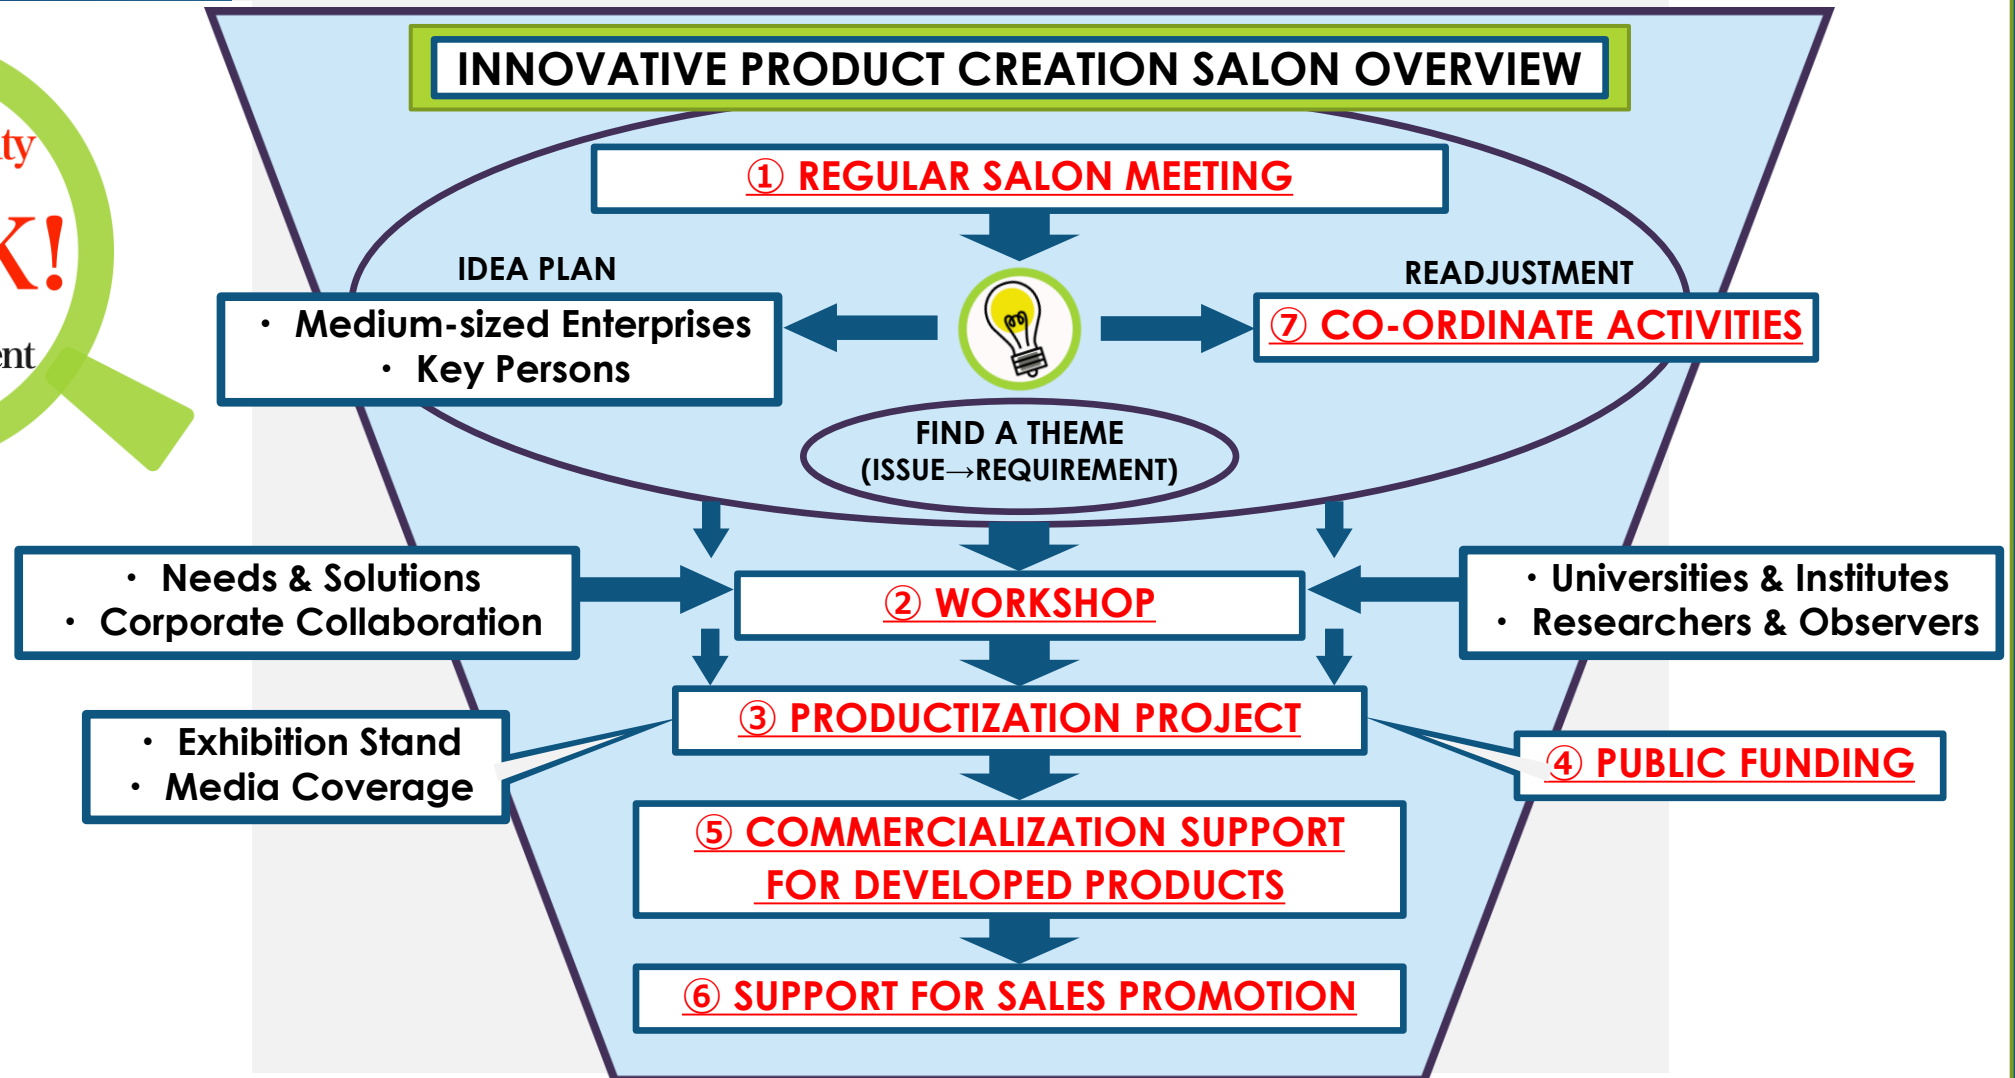 INNOVATIVE PRODUCT CREATION SALON OVERVIEW
ty
K!
ent
① REGULAR SALON MEETING
IDEA PLAN
・ Medium-sized Enterprises
・ Key Persons
READJUSTMENT
⑦ CO-ORDINATE ACTIVITIES
FIND A THEME
(ISSUE→REQUIREMENT)
・ Needs & Solutions
・ Corporate Collaboration
② WORKSHOP
・Universities & Institutes
・ Researchers & Observers
③ PRODUCTIZATION PROJECT
・ Exhibition Stand
・ Media Coverage
④ PUBLIC FUNDING
⑤ COMMERCIALIZATION SUPPORT
FOR DEVELOPED PRODUCTS
⑥ SUPPORT FOR SALES PROMOTION